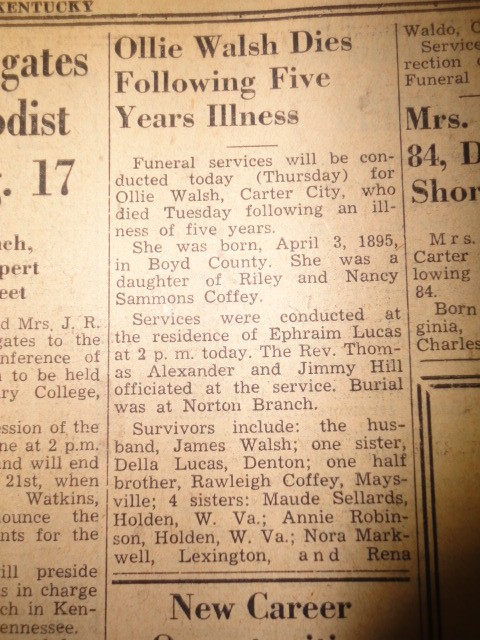 KENTUCKY
gates
odist
. 17
ch,
pert
eet
d Mrs. J. R.
gates to the
nference of
to be held
ry College,
ession of the
ne at 2 p.m.
and will end
21st, when
Watkins,
ounce the
nts for the
ill preside
s in charge
ch in Ken-
ennessee.
Ollie Walsh Dies
Following Five
Years Illness
Funeral services will be con-
ducted today (Thursday) for
Ollie Walsh, Carter City, who
died Tuesday following an ill-
ness of five years.
She was born, April 3, 1895,
in Boyd County. She was a
daughter of Riley and Nancy
Sammons Coffey.
Services were conducted at
the residence of Ephraim Lucas
at 2 p. m. today. The Rev. Thom-
as Alexander and Jimmy Hill
officiated at the service. Burial
was at Norton Branch.
Survivors include: the hus-
band, James Walsh; one sister,
Della Lucas, Denton; one half
brother, Rawleigh Coffey, Mays-
ville; 4 sisters: Maude Sellards,
Holden, W. Va.; Annie Robin-
son, Holden, W. Va.; Nora Mark-
well, Lexington, and Rena
New Career
Waldo, C
Service
rection o
Funeral
Mrs.
84, D
Shor
Mrs.
Carter
lowing
84.
Born
ginia,
Charles